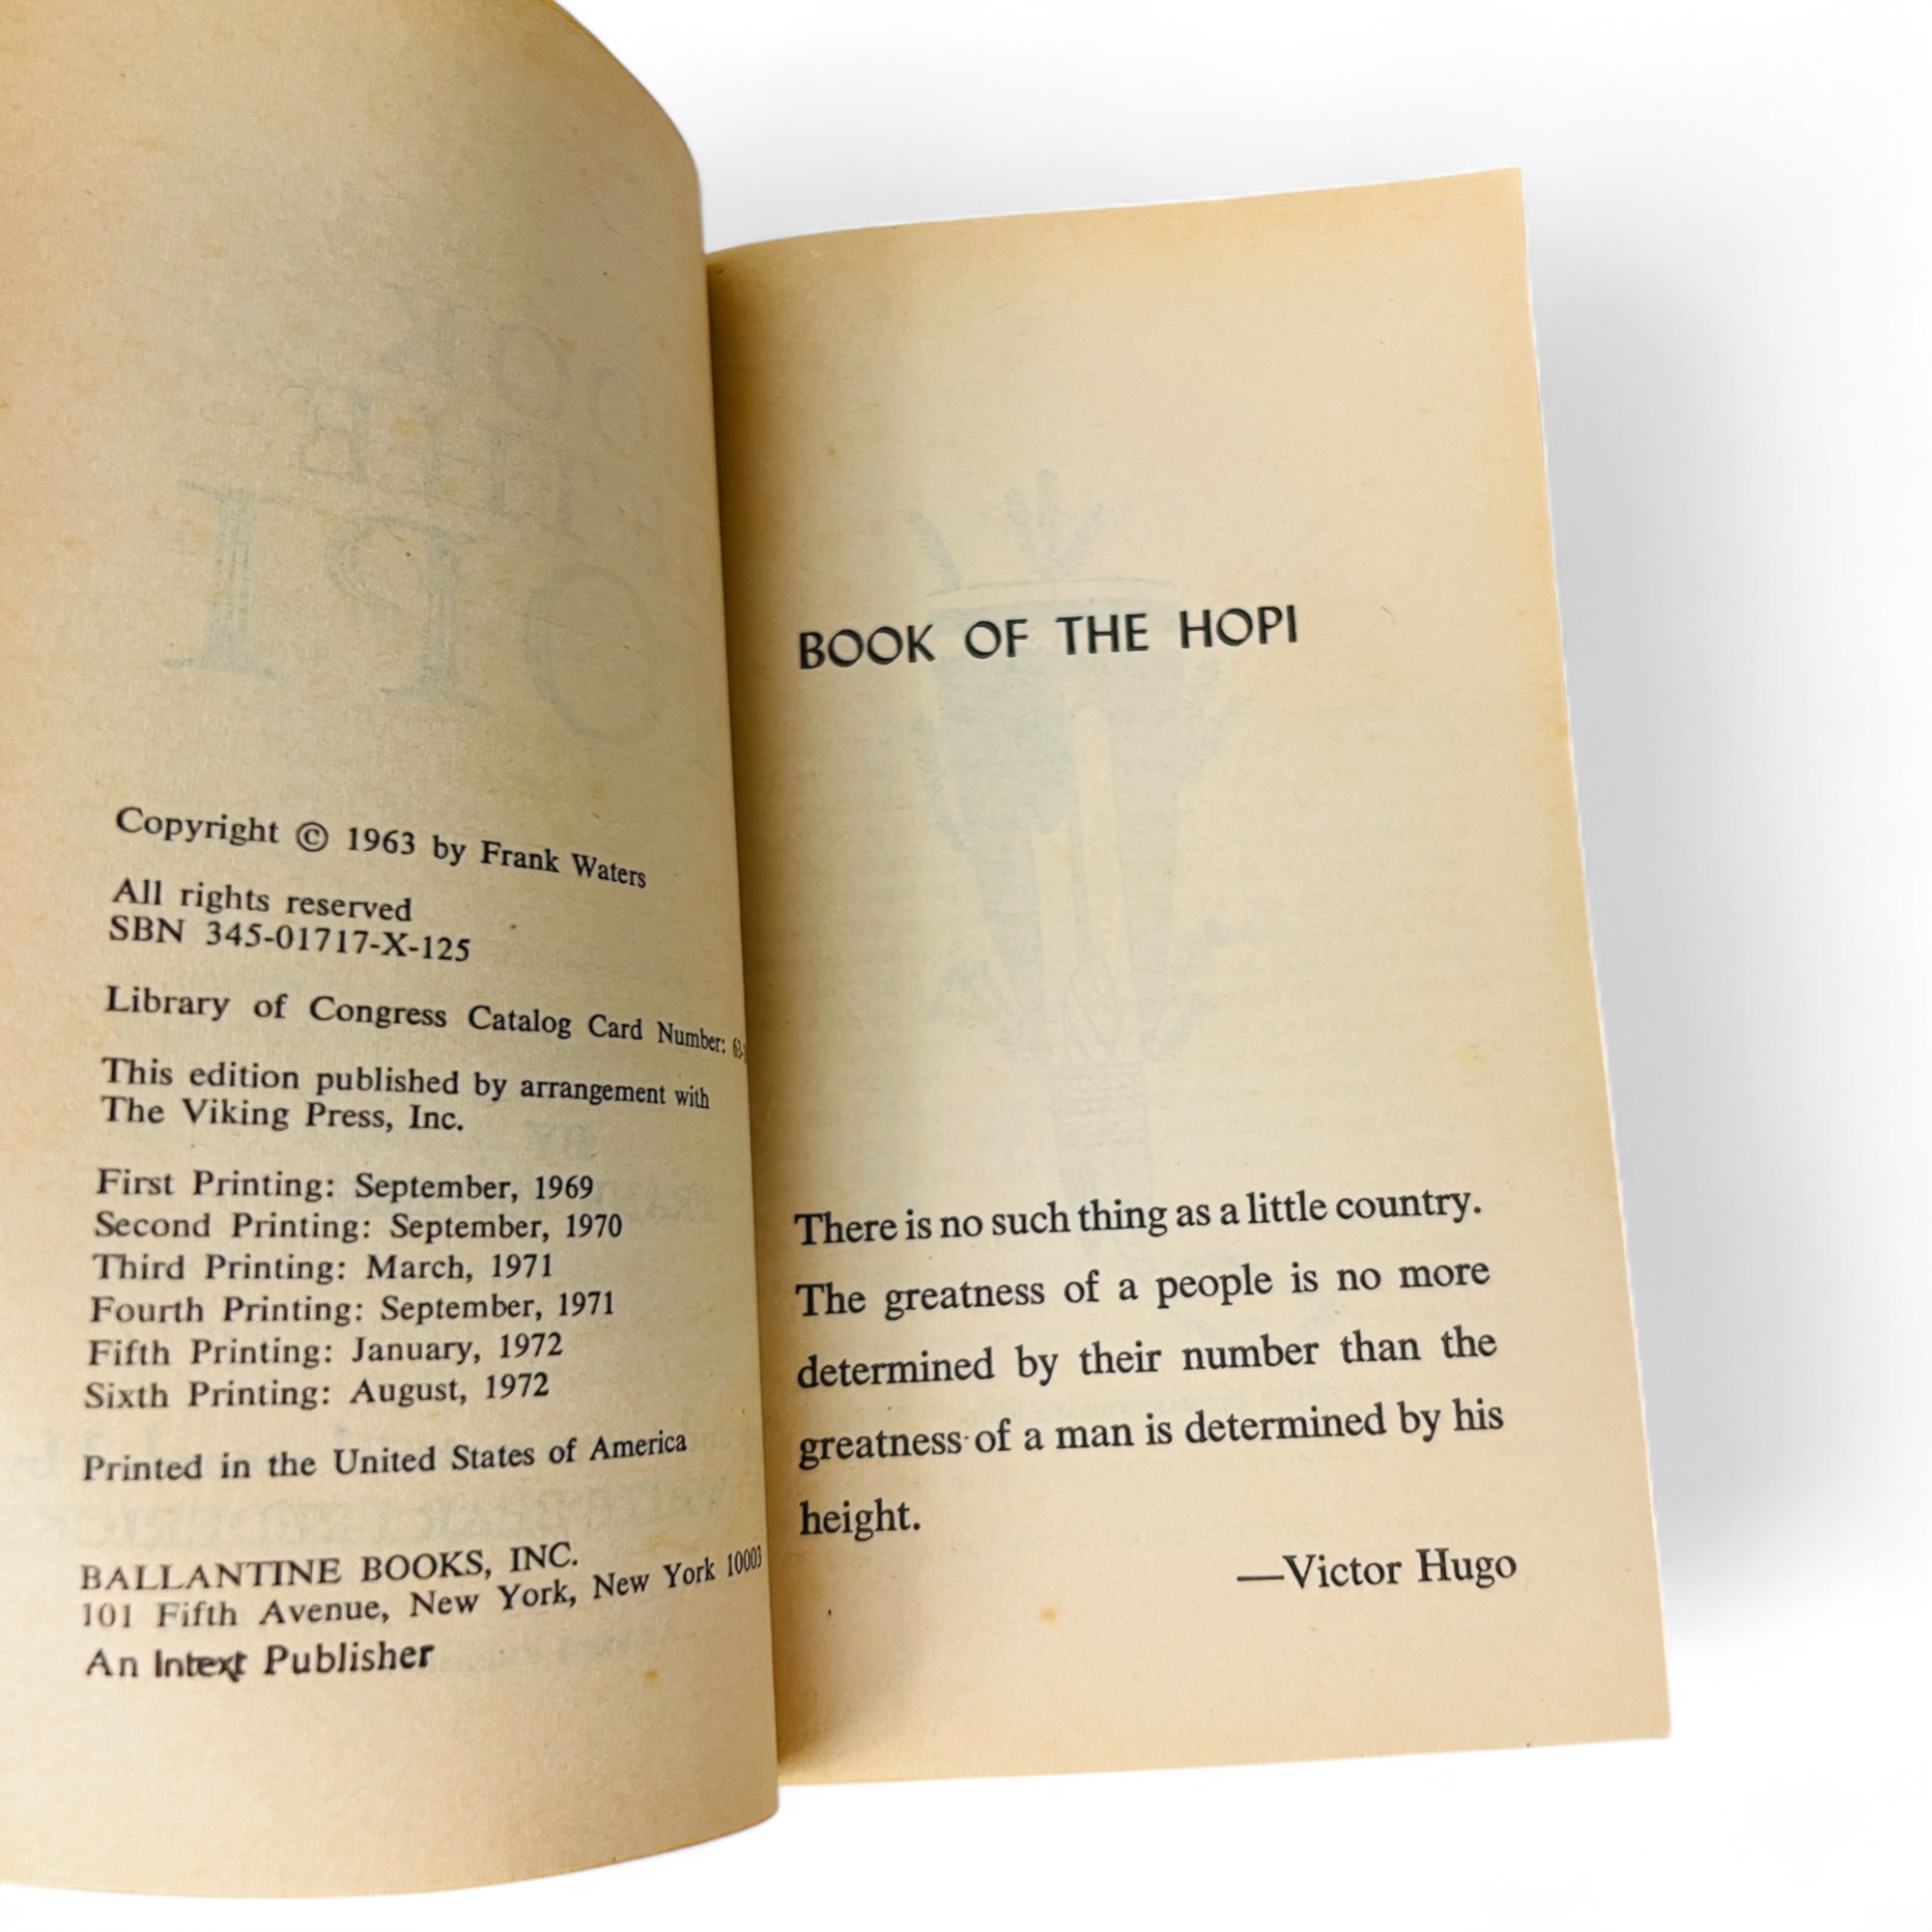 Copyright © 1963 by Frank Waters
All rights reserved
SBN 345-01717-X-125
Library of Congress Catalog Card Number:
This edition published by arrangement with
The Viking Press, Inc.
First Printing: September, 1969
Second Printing: September, 1970
Third Printing: March, 1971
Fourth Printing: September, 1971
Fifth Printing: January, 1972
Sixth Printing: August, 1972
Printed in the United States of America
BALLANTINE BOOKS, INC.
101 Fifth Avenue, New York, New York 10003
An Intext Publisher
BOOK OF THE HOPI
There is no such thing as a little country.
The greatness of a people is no more
determined by their number than the
greatness of a man is determined by his
height.
—Victor Hugo